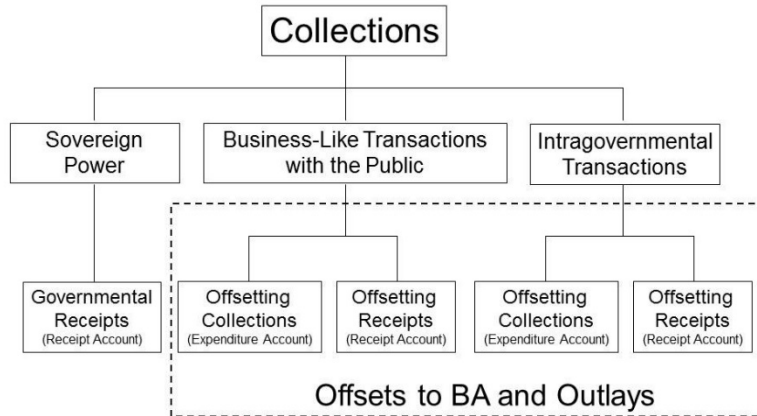 Collections
Sovereign
Power
Business-Like Transactions
with the Public
Intragovernmental
Transactions
Governmental
Receipts
(Receipt Account)
Offsetting
Collections
(Expenditure Account)
Offsetting
Receipts
(Receipt Account)
Offsetting
Collections
(Expenditure Account)
Offsetting
Receipts
(Receipt Account)
Offsets to BA and Outlays